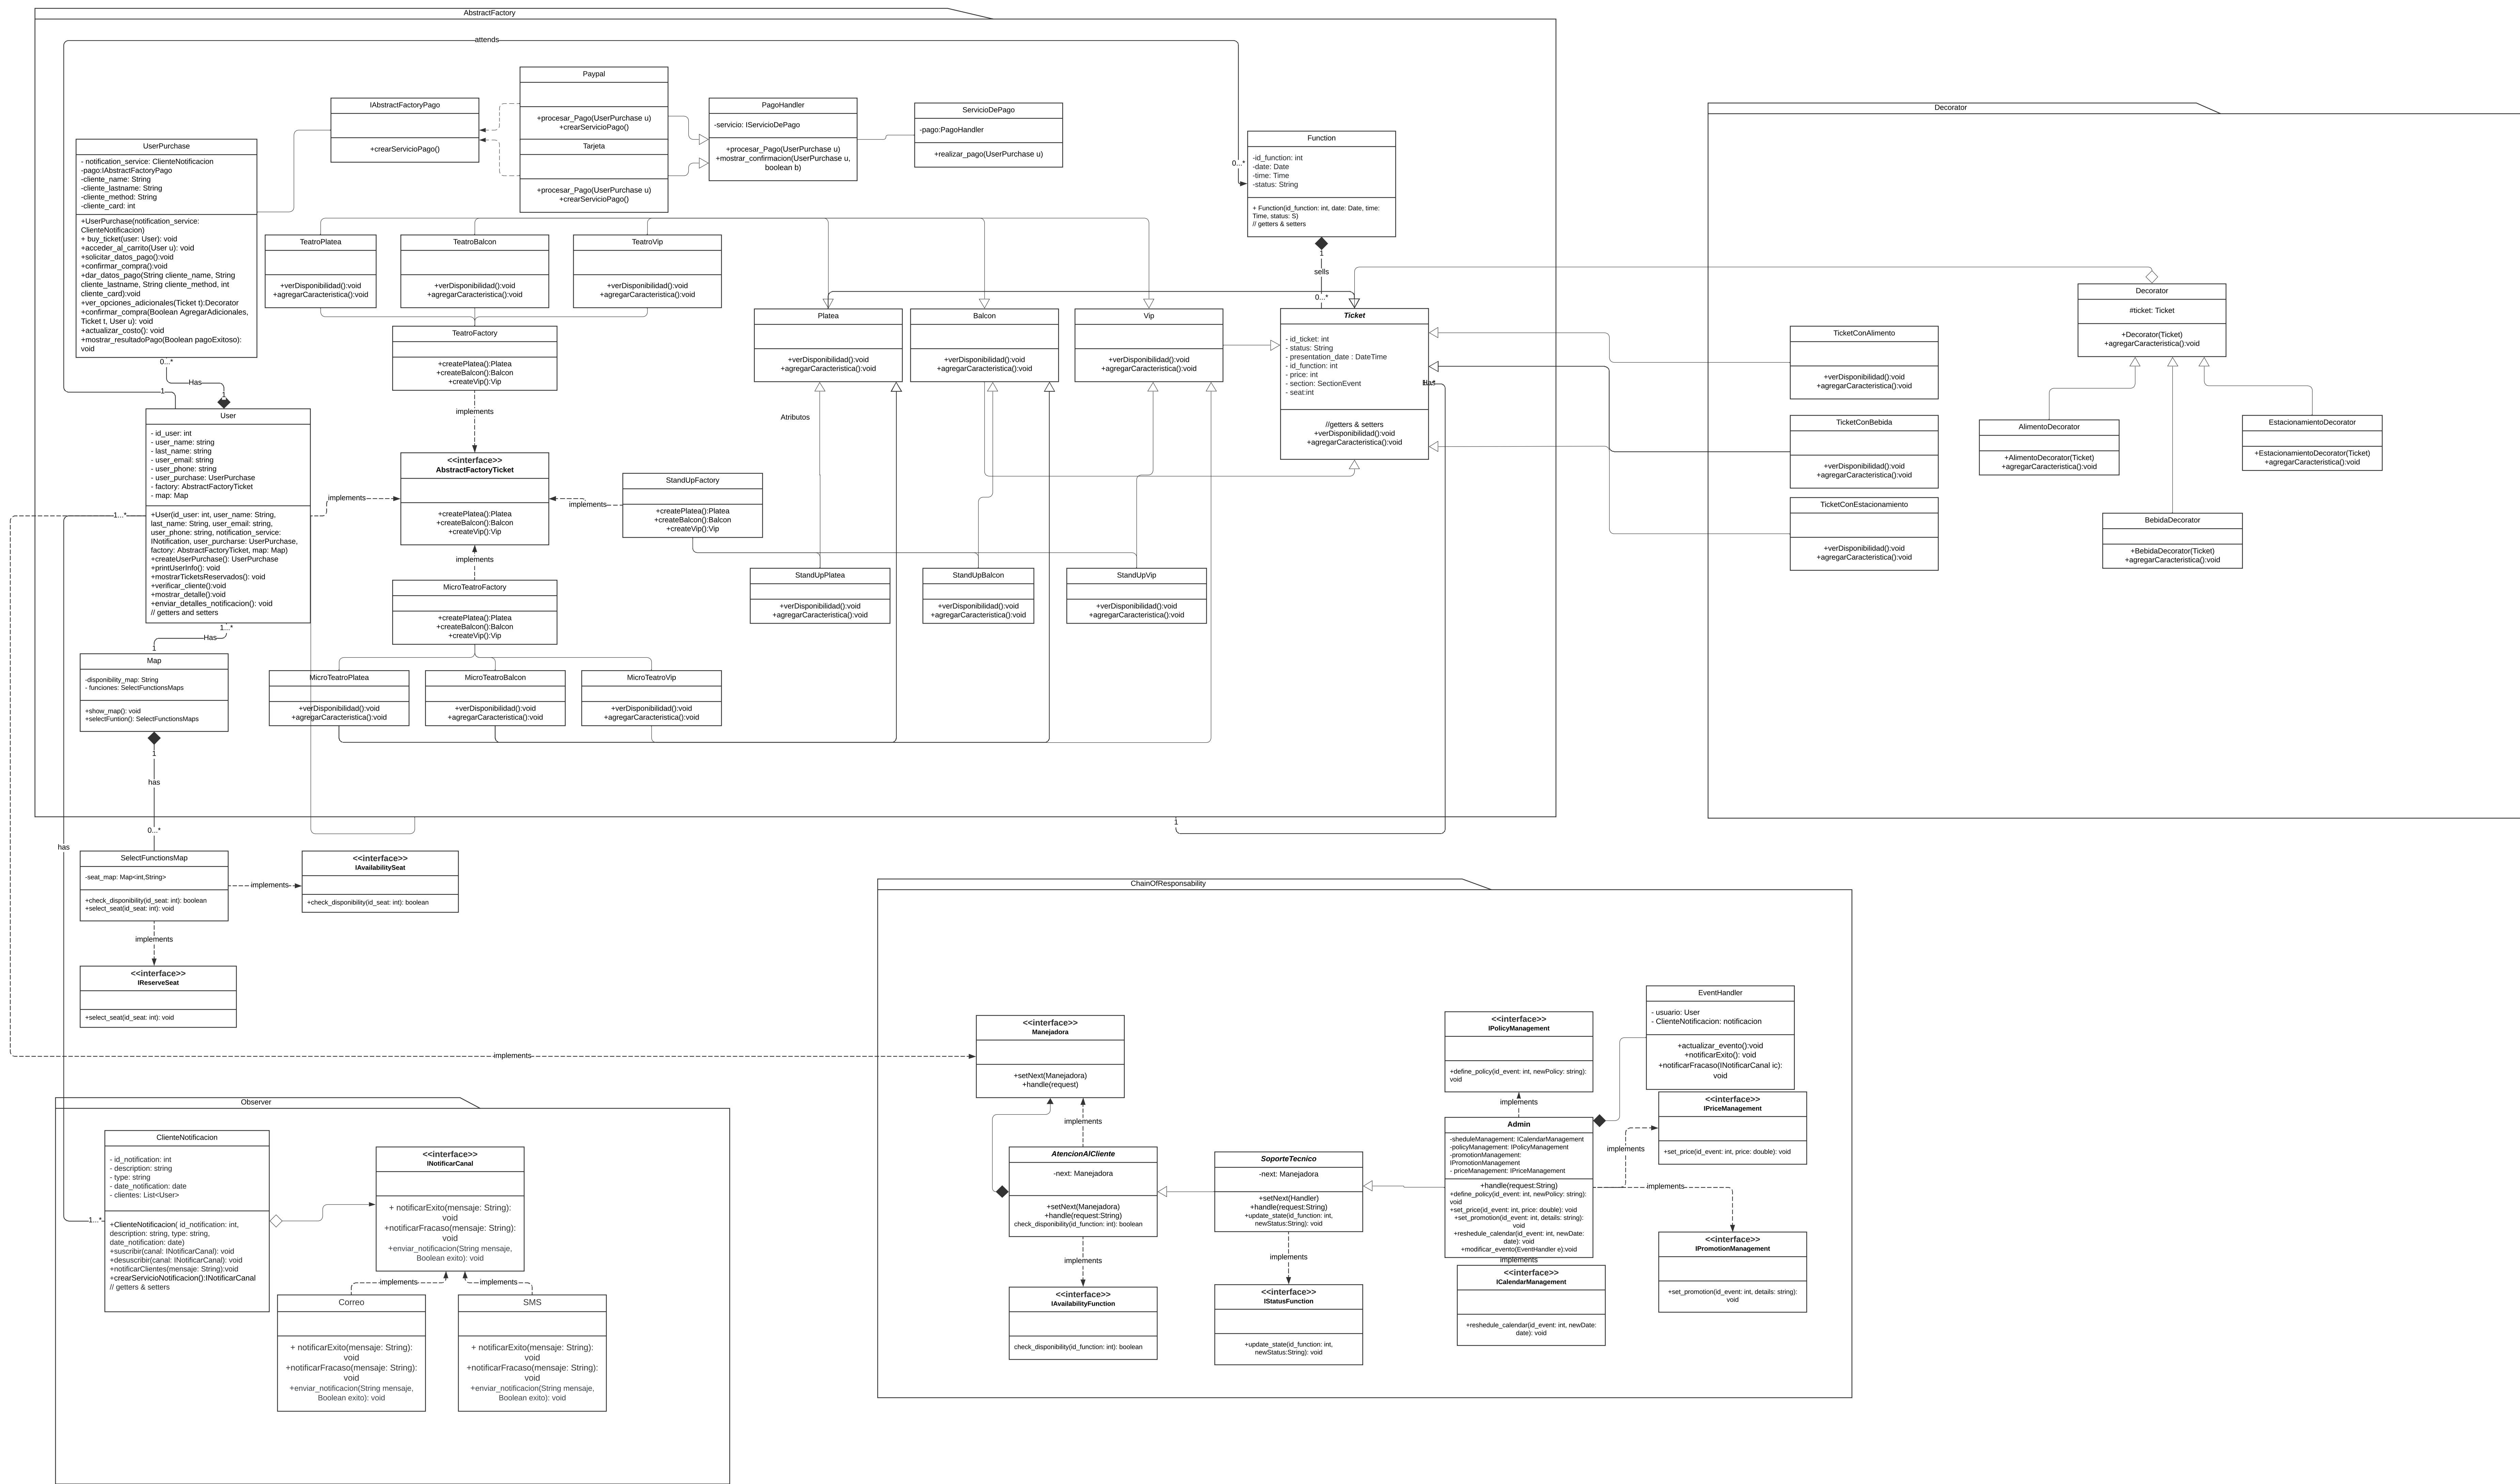 AbstractFactory
attends
Paypal
+procesar_Pago(UserPurchase u)
+crearServicioPago()
Tarjeta
+procesar_Pago(UserPurchase u)
+crearServicioPago()
IAbstractFactoryPago
+crearServicioPago()
PagoHandler
-servicio: IServicioDePago
+procesar_Pago(UserPurchase u)
+mostrar_confirmacion(UserPurchase u,
boolean b)
ServicioDePago
-pago:PagoHandler
+realizar_pago(UserPurchase u)
0...*
Function
-id_function: int
-date: Date
-time: Time
-status: String
+ Function(id_function: int, date: Date, time:
Time, status: S)
// getters & setters
1
sells
0...*
UserPurchase
- notification_service: ClienteNotificacion
-pago:IAbstractFactoryPago
-cliente_name: String
-cliente_lastname: String
-cliente_method: String
-cliente_card: int
+UserPurchase(notification_service:
ClienteNotificacion)
+ buy_ticket(user: User): void
+acceder_al_carrito(User u): void
+solicitar_datos_pago():void
+confirmar_compra():void
+dar_datos_pago(String cliente_name, String
cliente_lastname, String cliente_method, int
cliente_card):void
+ver_opciones_adicionales(Ticket t):Decorator
+confirmar_compra(Boolean AgregarAdicionales,
Ticket t, User u): void
+actualizar_costo(): void
+mostrar_resultadoPago(Boolean pagoExitoso):
void
0...*
Has
1
1
TeatroPlatea
+verDisponibilidad():void
+agregarCaracteristica():void
TeatroBalcon
+verDisponibilidad():void
+agregarCaracteristica():void
TeatroVip
+verDisponibilidad():void
+agregarCaracteristica():void
TeatroFactory
+createPlatea():Platea
+createBalcon():Balcon
+createVip():Vip
implements
Platea
+verDisponibilidad():void
+agregarCaracteristica():void
Balcon
+verDisponibilidad():void
+agregarCaracteristica():void
Vip
+verDisponibilidad():void
+agregarCaracteristica():void
Atributos
Ticket
- id_ticket: int
- status: String
- presentation_date : DateTime
- id_function: int
- price: int
- section: SectionEvent
- seat:int
//getters & setters
+verDisponibilidad():void
+agregarCaracteristica():void
User
- id_user: int
- user_name: string
- last_name: string
- user_email: string
- user_phone: string
- user_purchase: UserPurchase
- factory: AbstractFactoryTicket
- map: Map
+User(id_user: int, user_name: String,
last_name: String, user_email: string,
user_phone: string, notification_service:
INotification, user_purcharse: UserPurchase,
factory: AbstractFactoryTicket, map: Map)
+createUserPurchase(): UserPurchase
+printUserInfo(): void
+mostrarTicketsReservados(): void
+verificar_cliente():void
+mostrar_detalle():void
+enviar_detalles_notificacion(): void
// getters and setters
1...*
implements
<<interface>>
AbstractFactoryTicket
+createPlatea():Platea
+createBalcon():Balcon
+createVip():Vip
implements
StandUpFactory
+createPlatea():Platea
+createBalcon():Balcon
+createVip():Vip
implements
MicroTeatroFactory
+createPlatea():Platea
+createBalcon():Balcon
+createVip():Vip
StandUpPlatea
+verDisponibilidad():void
+agregarCaracteristica():void
StandUpBalcon
+verDisponibilidad():void
+agregarCaracteristica():void
StandUpVip
+verDisponibilidad():void
+agregarCaracteristica():void
1...*
Has
1
Map
-disponibility_map: String
- funciones: SelectFunctionsMaps
+show_map(): void
+selectFuntion(): SelectFunctionsMaps
MicroTeatroPlatea
+verDisponibilidad():void
+agregarCaracteristica():void
MicroTeatroBalcon
+verDisponibilidad():void
+agregarCaracteristica():void
MicroTeatroVip
+verDisponibilidad():void
+agregarCaracteristica():void
1
has
0...*
1
has
Decorator
Decorator
#ticket: Ticket
+Decorator(Ticket)
+agregarCaracteristica():void
TicketConAlimento
+verDisponibilidad():void
+agregarCaracteristica():void
TicketConBebida
+verDisponibilidad():void
+agregarCaracteristica():void
TicketConEstacionamiento
+verDisponibilidad():void
+agregarCaracteristica():void
AlimentoDecorator
+AlimentoDecorator(Ticket)
+agregarCaracteristica():void
EstacionamientoDecorator
+EstacionamientoDecorator(Ticket)
+agregarCaracteristica():void
BebidaDecorator
+BebidaDecorator(Ticket)
+agregarCaracteristica():void
SelectFunctionsMap
-seat_map: Map<int,String>
+check_disponibility(id_seat: int): boolean
+select_seat(id_seat: int): void
implements
<<interface>>
IAvailabilitySeat
+check_disponibility(id_seat: int): boolean
implements
<<interface>>
IReserveSeat
+select_seat(id_seat: int): void
implements
Observer
ClienteNotificacion
- id_notification: int
- description: string
- type: string
- date_notification: date
- clientes: List<User>
+ClienteNotificacion( id_notification: int,
description: string, type: string,
date_notification: date)
+suscribir(canal: INotificarCanal): void
+desuscribir(canal: INotificarCanal): void
+notificarClientes(mensaje: String):void
+crearServicioNotificacion():INotificarCanal
// getters & setters
1...*
<<interface>>
INotificarCanal
+ notificarExito(mensaje: String):
void
+notificarFracaso(mensaje: String):
void
+enviar_notificacion(String mensaje,
Boolean exito): void
implements
implements
Correo
+ notificarExito(mensaje: String):
void
+notificarFracaso(mensaje: String):
void
+enviar_notificacion(String mensaje,
Boolean exito): void
SMS
+ notificarExito(mensaje: String):
void
+notificarFracaso(mensaje: String):
void
+enviar_notificacion(String mensaje,
Boolean exito): void
ChainOfResponsability
<<interface>>
Manejadora
+setNext(Manejadora)
+handle(request)
implements
AtencionAlCliente
-next: Manejadora
+setNext(Manejadora)
+handle(request:String)
check_disponibility(id_function: int): boolean
implements
<<interface>>
IAvailabilityFunction
check_disponibility(id_function: int): boolean
SoporteTecnico
-next: Manejadora
+setNext(Handler)
+handle(request:String)
+update_state(id_function: int,
newStatus:String): void
implements
<<interface>>
IStatusFunction
+update_state(id_function: int,
newStatus:String): void
<<interface>>
IPolicyManagement
+define_policy(id_event: int, newPolicy: string):
void
implements
Admin
-sheduleManagement: ICalendarManagement
-policyManagement: IPolicyManagement
-promotionManagement:
IPromotionManagement
- priceManagement: IPriceManagement
+handle(request:String)
+define_policy(id_event: int, newPolicy: string):
void
+set_price(id_event: int, price: double): void
+set_promotion(id_event: int, details: string):
void
+reshedule_calendar(id_event: int, newDate:
date): void
+modificar_evento(EventHandler e):void
implements
<<interface>>
ICalendarManagement
+reshedule_calendar(id_event: int, newDate:
date): void
EventHandler
- usuario: User
- ClienteNotificacion: notificacion
+actualizar_evento():void
+notificarExito(): void
+notificarFracaso(INotificarCanal ic):
void
<<interface>>
IPriceManagement
+set_price(id_event: int, price: double): void
implements
implements
<<interface>>
IPromotionManagement
+set_promotion(id_event: int, details: string):
void